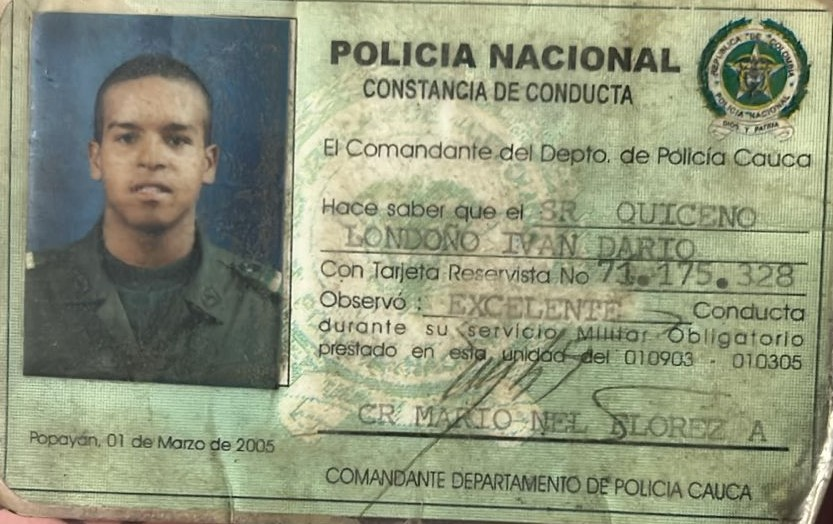 POLICIA NACIONAL
CONSTANCIA DE CONDUCTA
REPUBLICA DE COLOMBIA
POLICIA NACIONAL
DIOS Y PATRIA
El Comandante del Depto. de Policía Cauca
Hace saber que el SR QUICENO
LONDOÑO IVAN DARIO
Con Tarjeta Reservista No 71.175.328
Observó : EXCELENTE Conducta
durante su servicio Militar Obligatorio
prestado en esta unidad del 010903 - 010305
CR MARIO NEL FLOREZ A
Popayán, 01 de Marzo de 2005
COMANDANTE DEPARTAMENTO DE POLICIA CAUCA